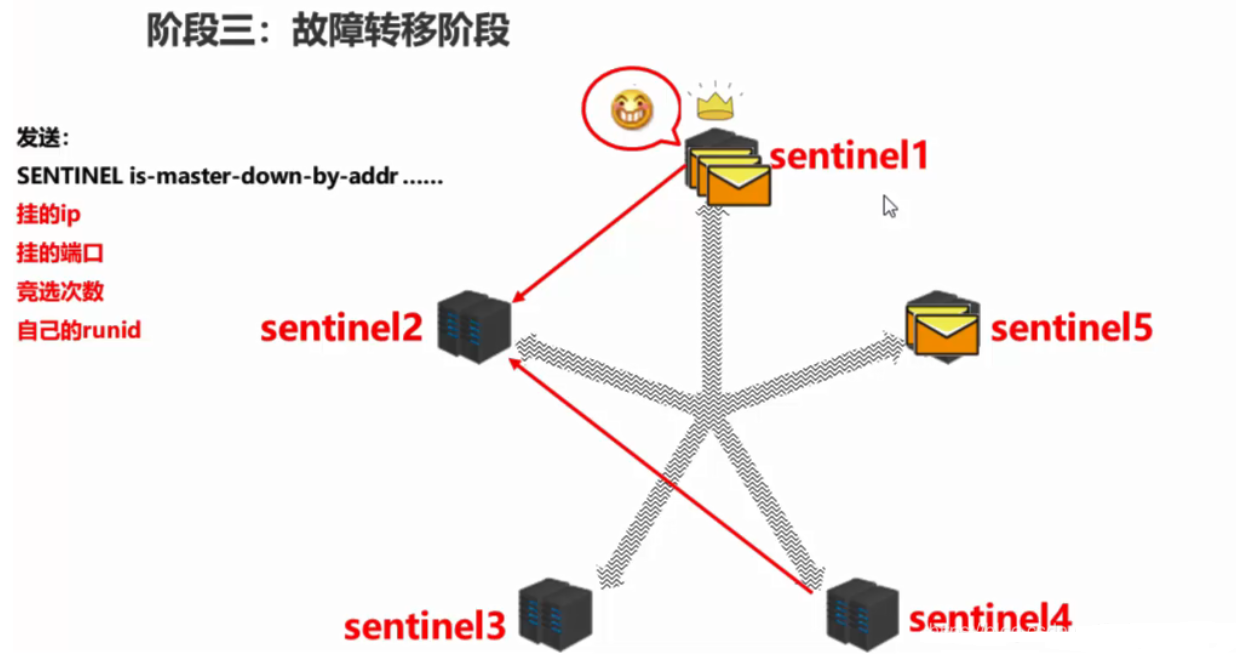 阶段三：故障转移阶段
发送：
SENTINEL is-master-down-by-addr ......
挂的ip
挂的端口
竞选次数
自己的runid
sentinel1
sentinel2
sentinel5
sentinel3
sentinel4